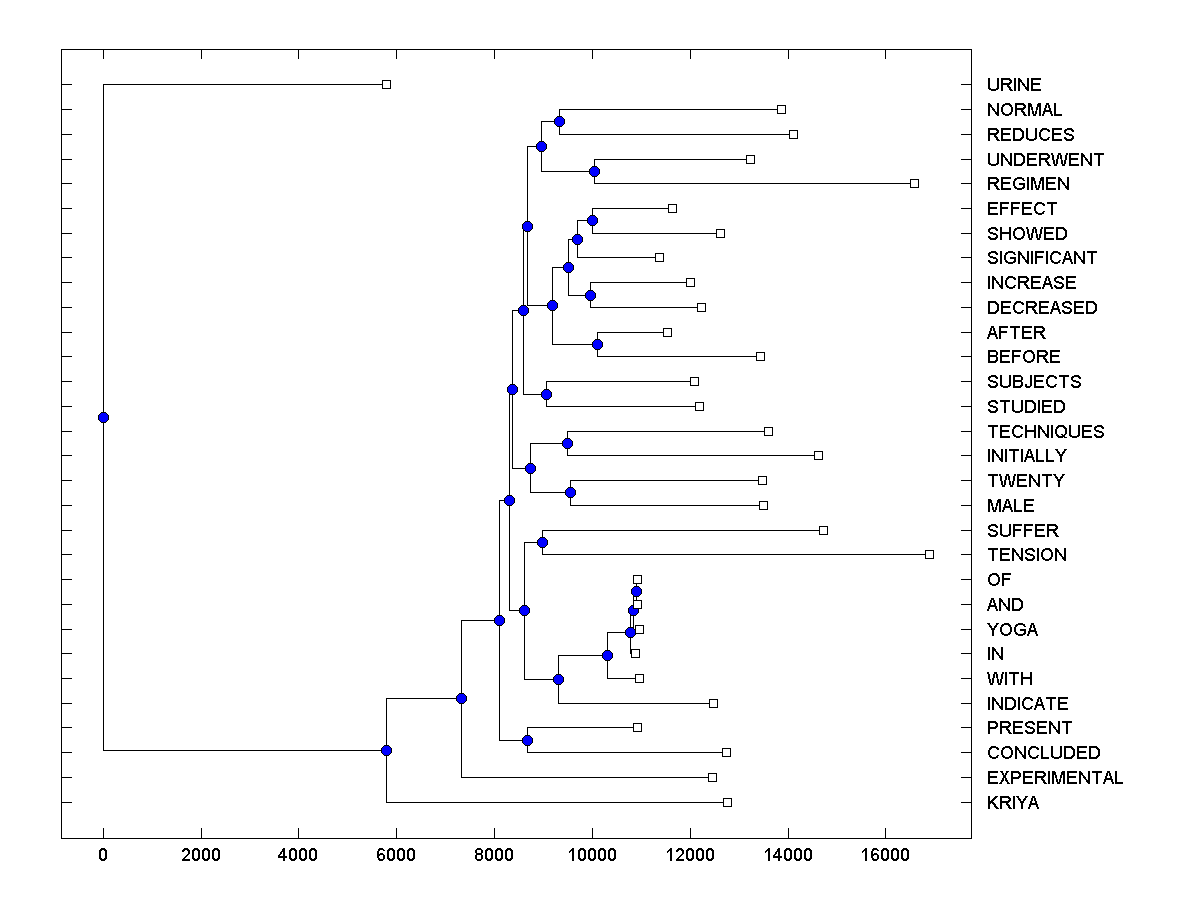 URINE
NORMAL
REDUCES
UNDERWENT
REGIMEN
EFFECT
SHOWED
SIGNIFICANT
INCREASE
DECREASED
AFTER
BEFORE
SUBJECTS
STUDIED
TECHNIQUES
INITIALLY
TWENTY
MALE
SUFFER
TENSION
OF
AND
YOGA
IN
WITH
INDICATE
PRESENT
CONCLUDED
EXPERIMENTAL
KRIYA
0 2000 4000 6000 8000 10000 12000 14000 16000